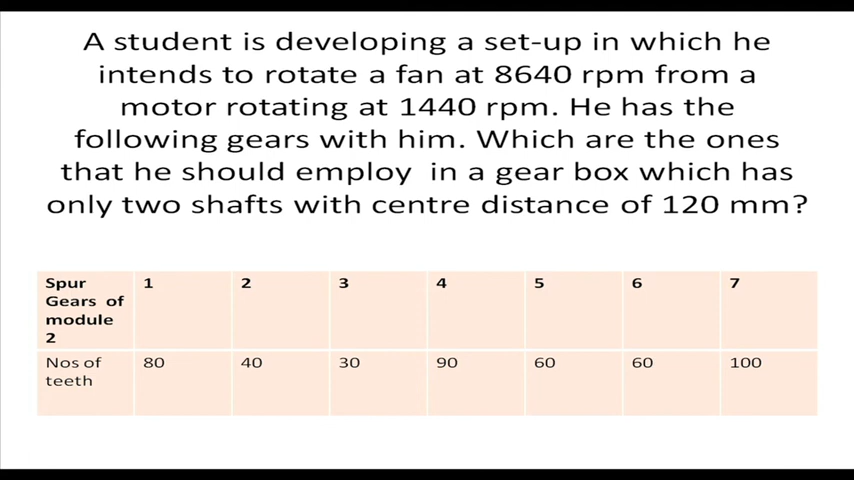 A student is developing a set-up in which he
intends to rotate a fan at 8640 rpm from a
motor rotating at 1440 rpm. He has the
following gears with him. Which are the ones
that he should employ in a gear box which has
only two shafts with centre distance of 120 mm?
Spur Gears of module 2 1 2 3 4 5 6 7
Nos of teeth 80 40 30 90 60 60 100